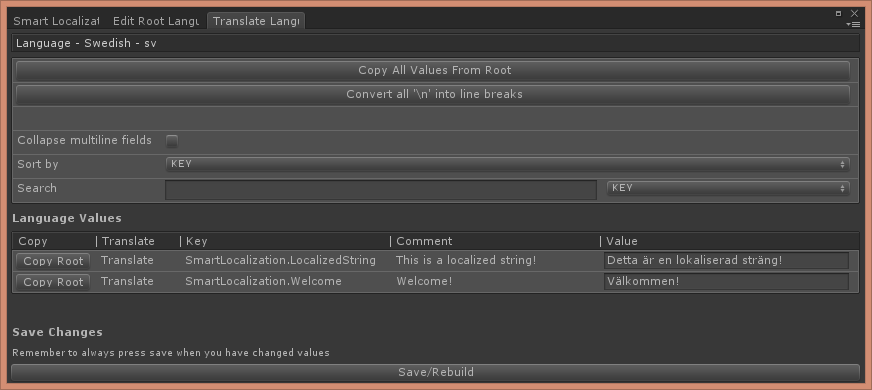 Smart Localizat Edit Root Langu Translate Langu
Language - Swedish - sv
Copy All Values From Root
Convert all '\n' into line breaks
Collapse multiline fields
Sort by KEY
Search KEY
Language Values
Copy | Translate | Key | Comment | Value
Copy Root Translate SmartLocalization.LocalizedString This is a localized string! Detta är en lokaliserad sträng!
Copy Root Translate SmartLocalization.Welcome Welcome! Välkommen!
Save Changes
Remember to always press save when you have changed values
Save/Rebuild